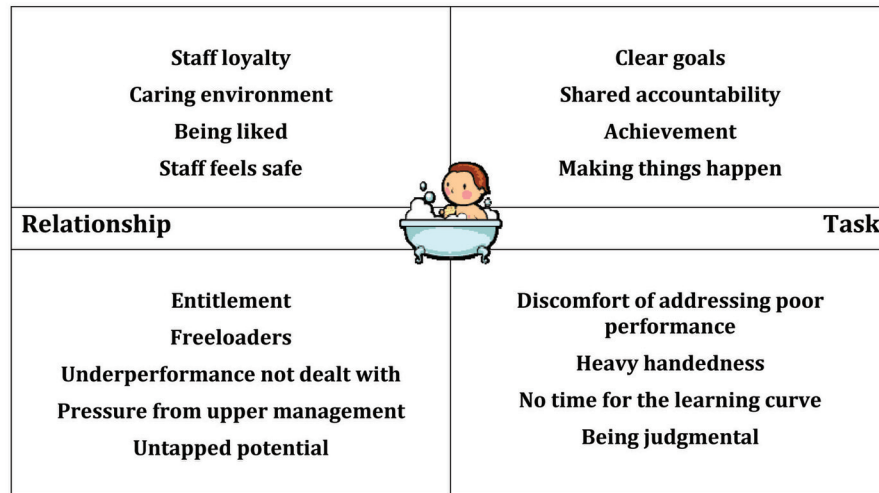 Staff loyalty
Caring environment
Being liked
Staff feels safe
Clear goals
Shared accountability
Achievement
Making things happen
Relationship
Task
Entitlement
Freeloaders
Underperformance not dealt with
Pressure from upper management
Untapped potential
Discomfort of addressing poor
performance
Heavy handedness
No time for the learning curve
Being judgmental